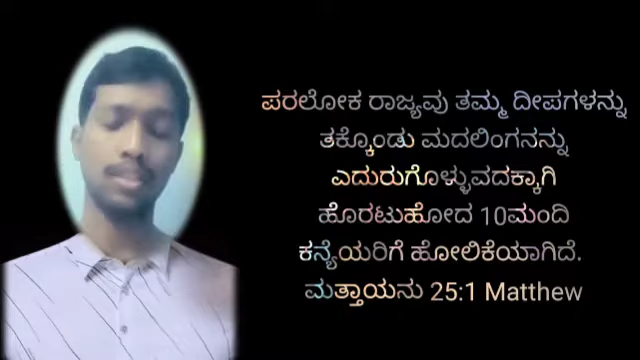 ಪರಲೋಕ ರಾಜ್ಯವು ತಮ್ಮ ದೀಪಗಳನ್ನು
ತಕ್ಕೊಂಡು ಮದಲಿಂಗನನ್ನು
ಎದುರುಗೊಳ್ಳುವದಕ್ಕಾಗಿ
ಹೊರಟುಹೋದ 10ಮಂದಿ
ಕನ್ಯೆಯರಿಗೆ ಹೋಲಿಕೆಯಾಗಿದೆ.
ಮತ್ತಾಯನು 25:1 Matthew